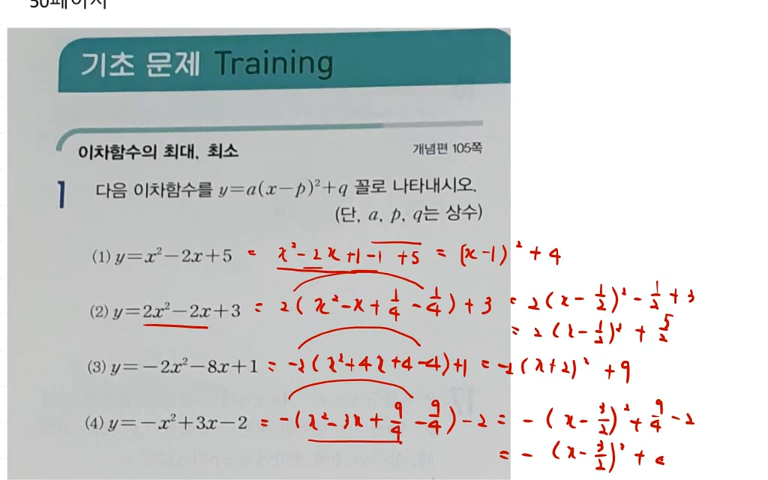 50페이지
기초 문제 Training
이차함수의 최대, 최소 개념편 105쪽
1 다음 이차함수를 y=a(x-p)²+q 꼴로 나타내시오.
(단, a, p, q는 상수)
(1) y=x²-2x+5 = x²-2x+1-1+5 = (x-1)²+4
(2) y=2x²-2x+3 = 2(x²-x+1/4-1/4)+3 = 2(x-1/2)²-1/2+3
= 2(x-1/2)²+5/2
(3) y=-2x²-8x+1 = -2(x²+4x+4-4)+1 = -2(x+2)²+9
(4) y=-x²+3x-2 = -(x²-3x+9/4-9/4)-2 = -(x-3/2)²+9/4-2
= -(x-3/2)²+